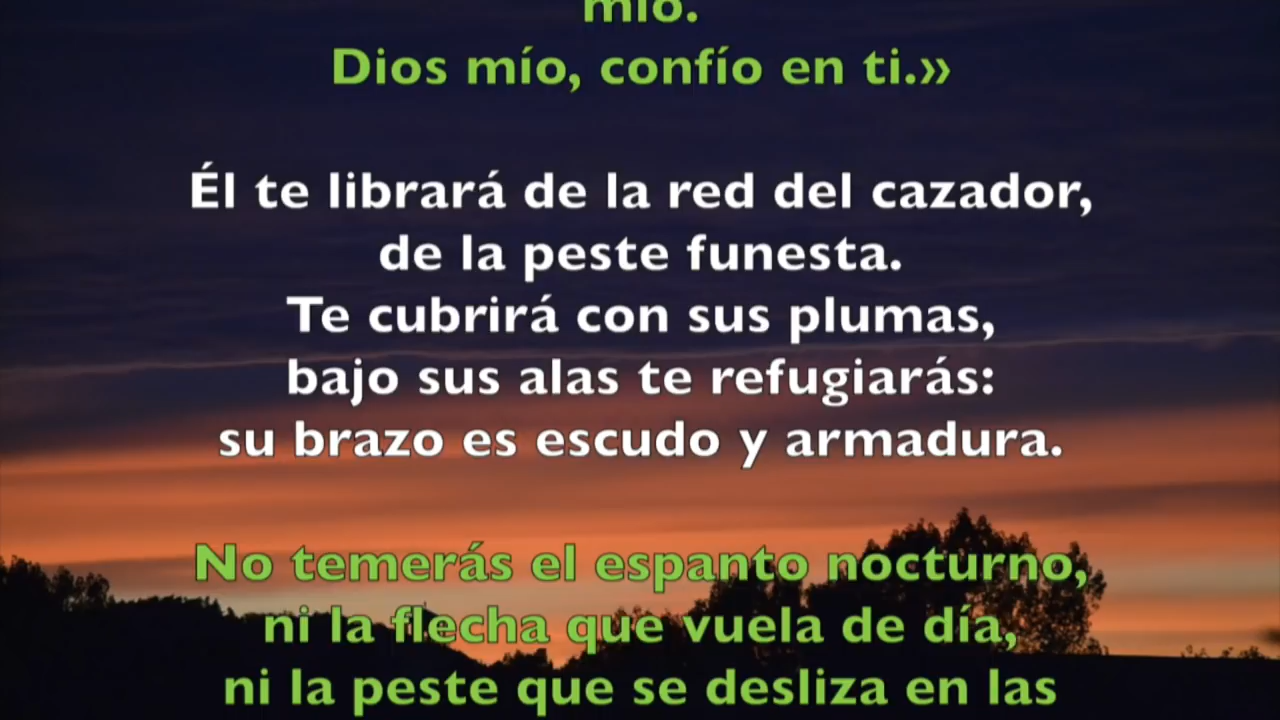 mío.
Dios mío, confío en ti.»
Él te librará de la red del cazador,
de la peste funesta.
Te cubrirá con sus plumas,
bajo sus alas te refugiarás:
su brazo es escudo y armadura.
No temerás el espanto nocturno,
ni la flecha que vuela de día,
ni la peste que se desliza en las